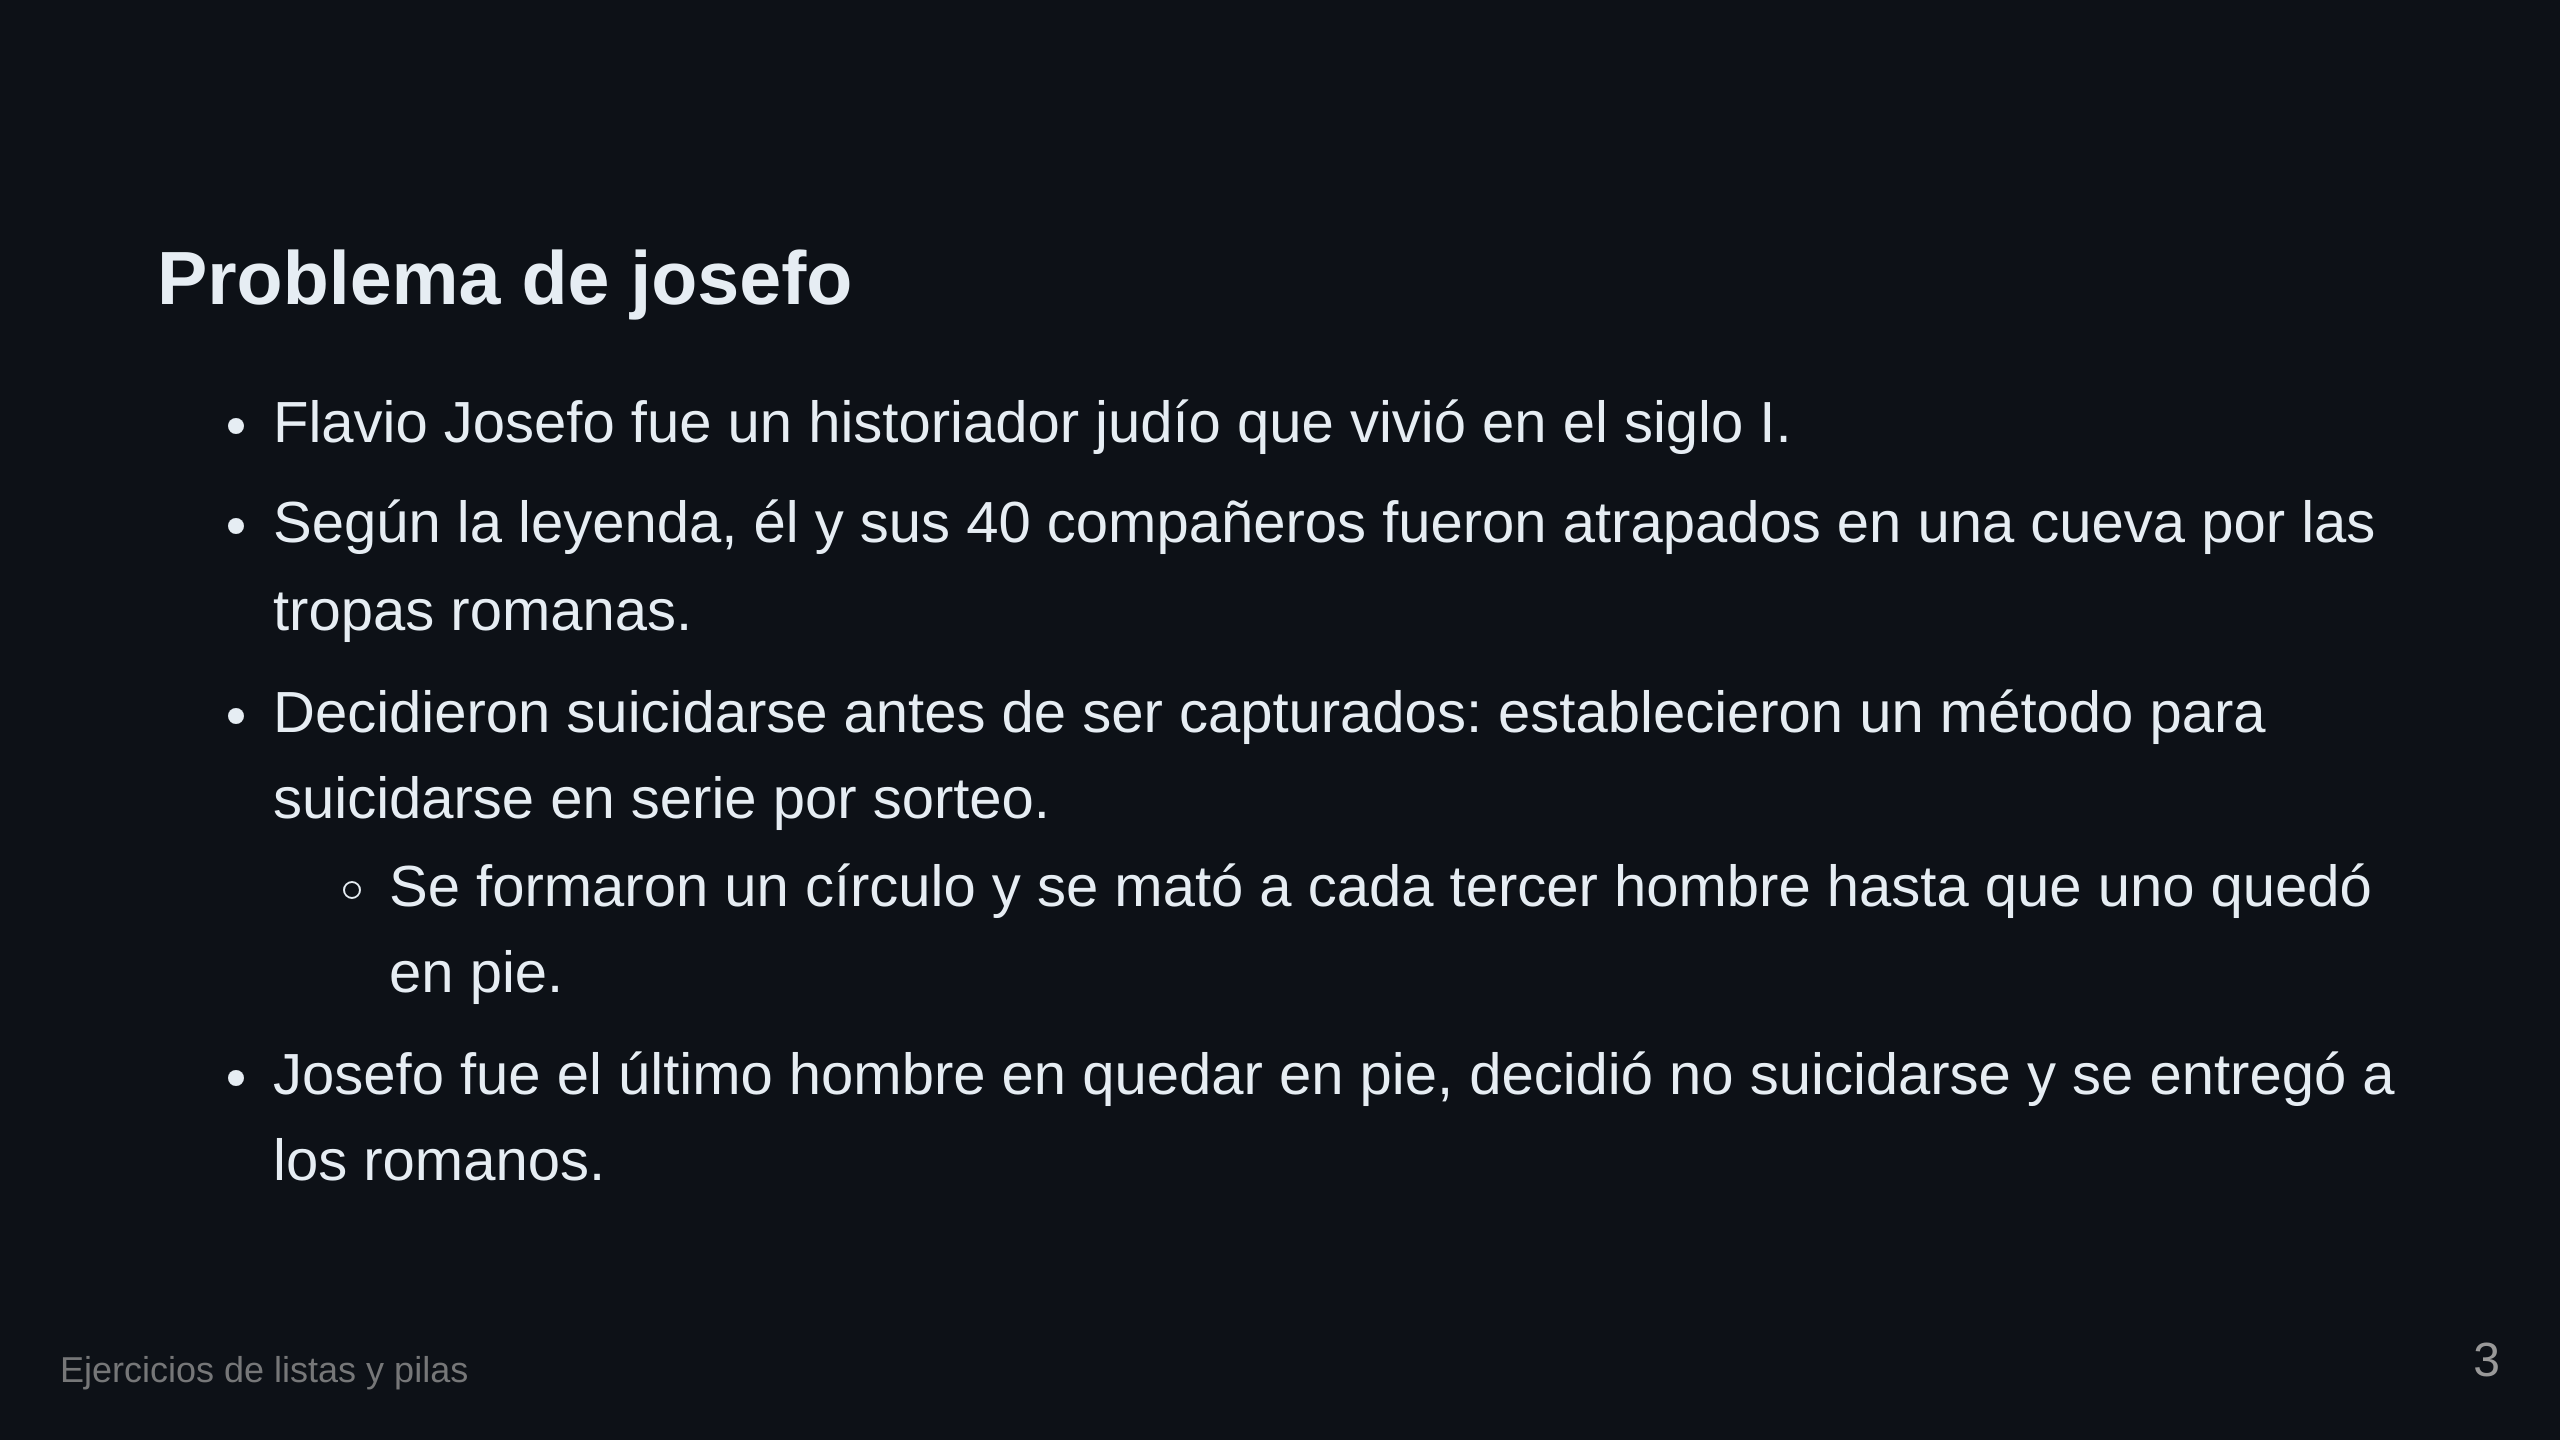 Problema de josefo
Flavio Josefo fue un historiador judío que vivió en el siglo I.
Según la leyenda, él y sus 40 compañeros fueron atrapados en una cueva por las
tropas romanas.
Decidieron suicidarse antes de ser capturados: establecieron un método para
suicidarse en serie por sorteo.
Se formaron un círculo y se mató a cada tercer hombre hasta que uno quedó
en pie.
Josefo fue el último hombre en quedar en pie, decidió no suicidarse y se entregó a
los romanos.
Ejercicios de listas y pilas
3